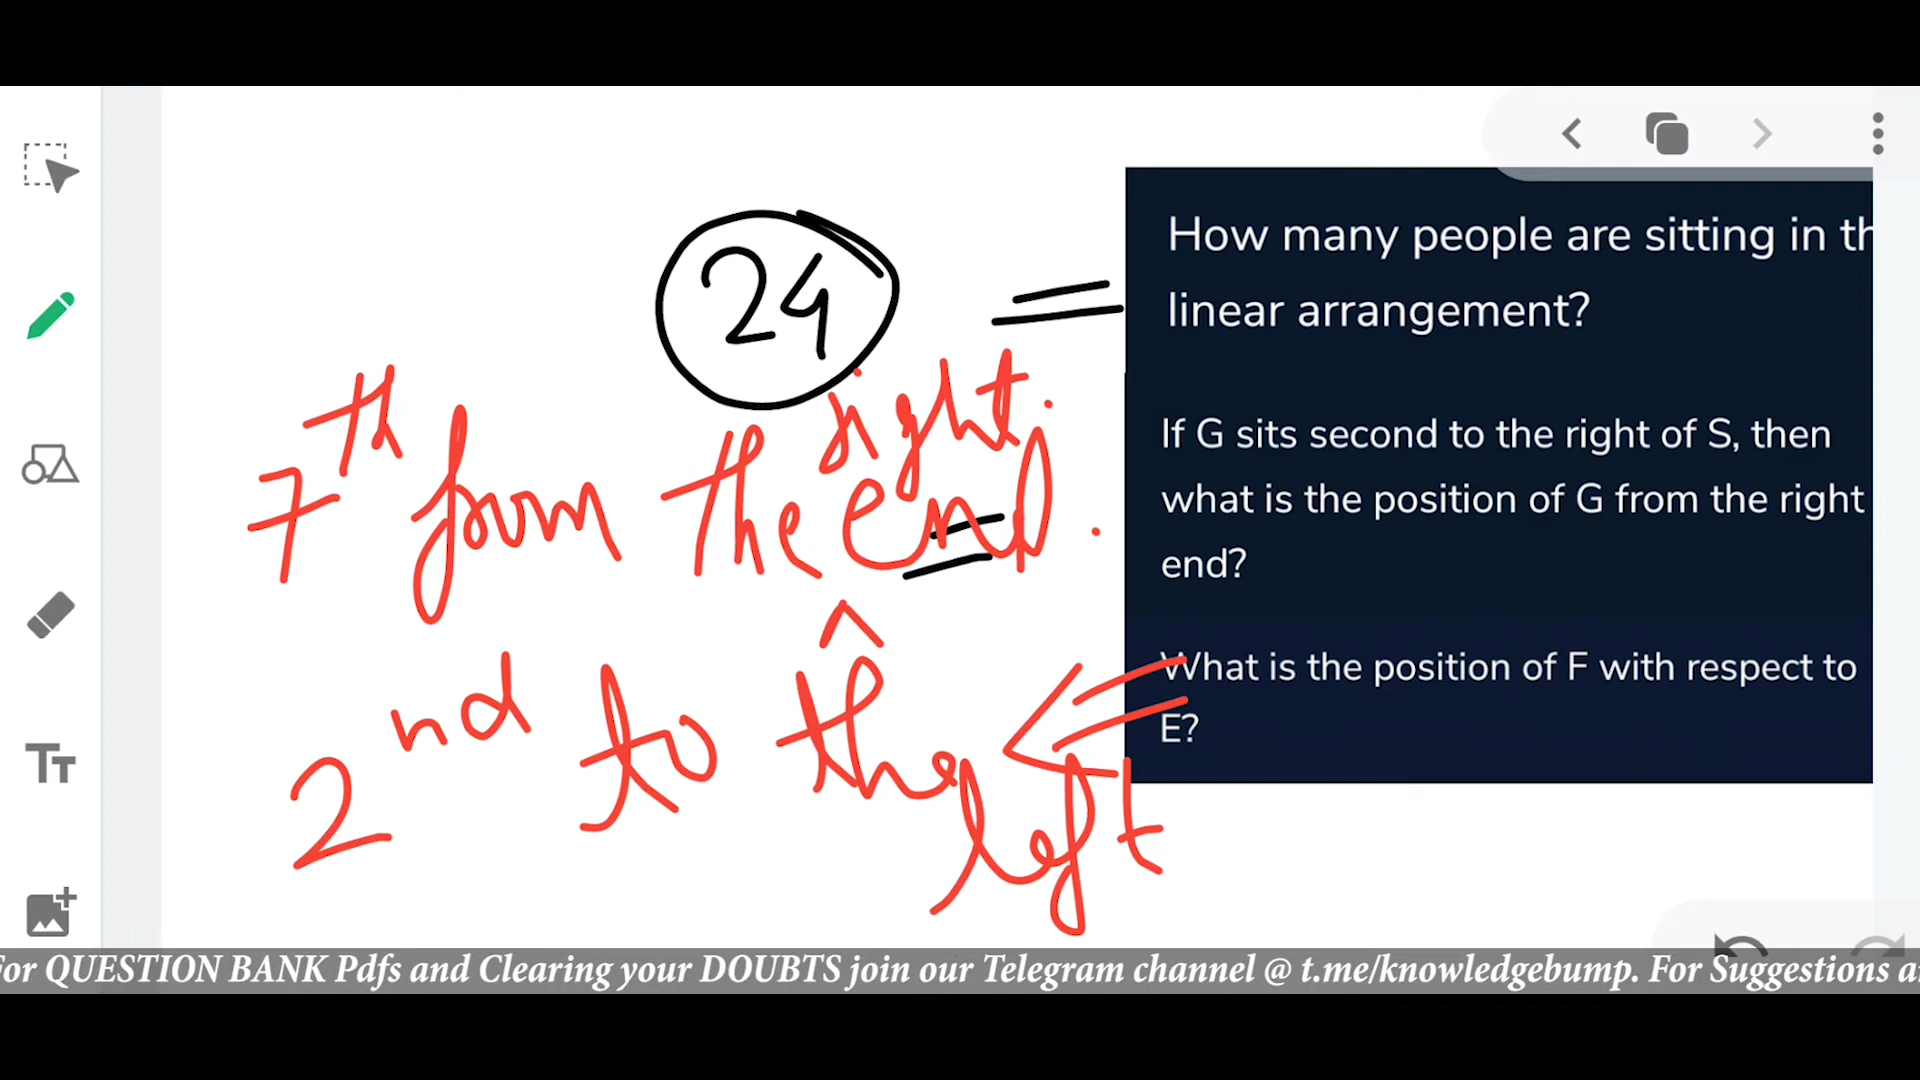 24 =
How many people are sitting in th
linear arrangement?
right.
7th from the end.
If G sits second to the right of S, then
what is the position of G from the right
end?
2nd to the left
What is the position of F with respect to
E?
TT
For QUESTION BANK Pdfs and Clearing your DOUBTS join our Telegram channel @ t.me/knowledgebump. For Suggestions a